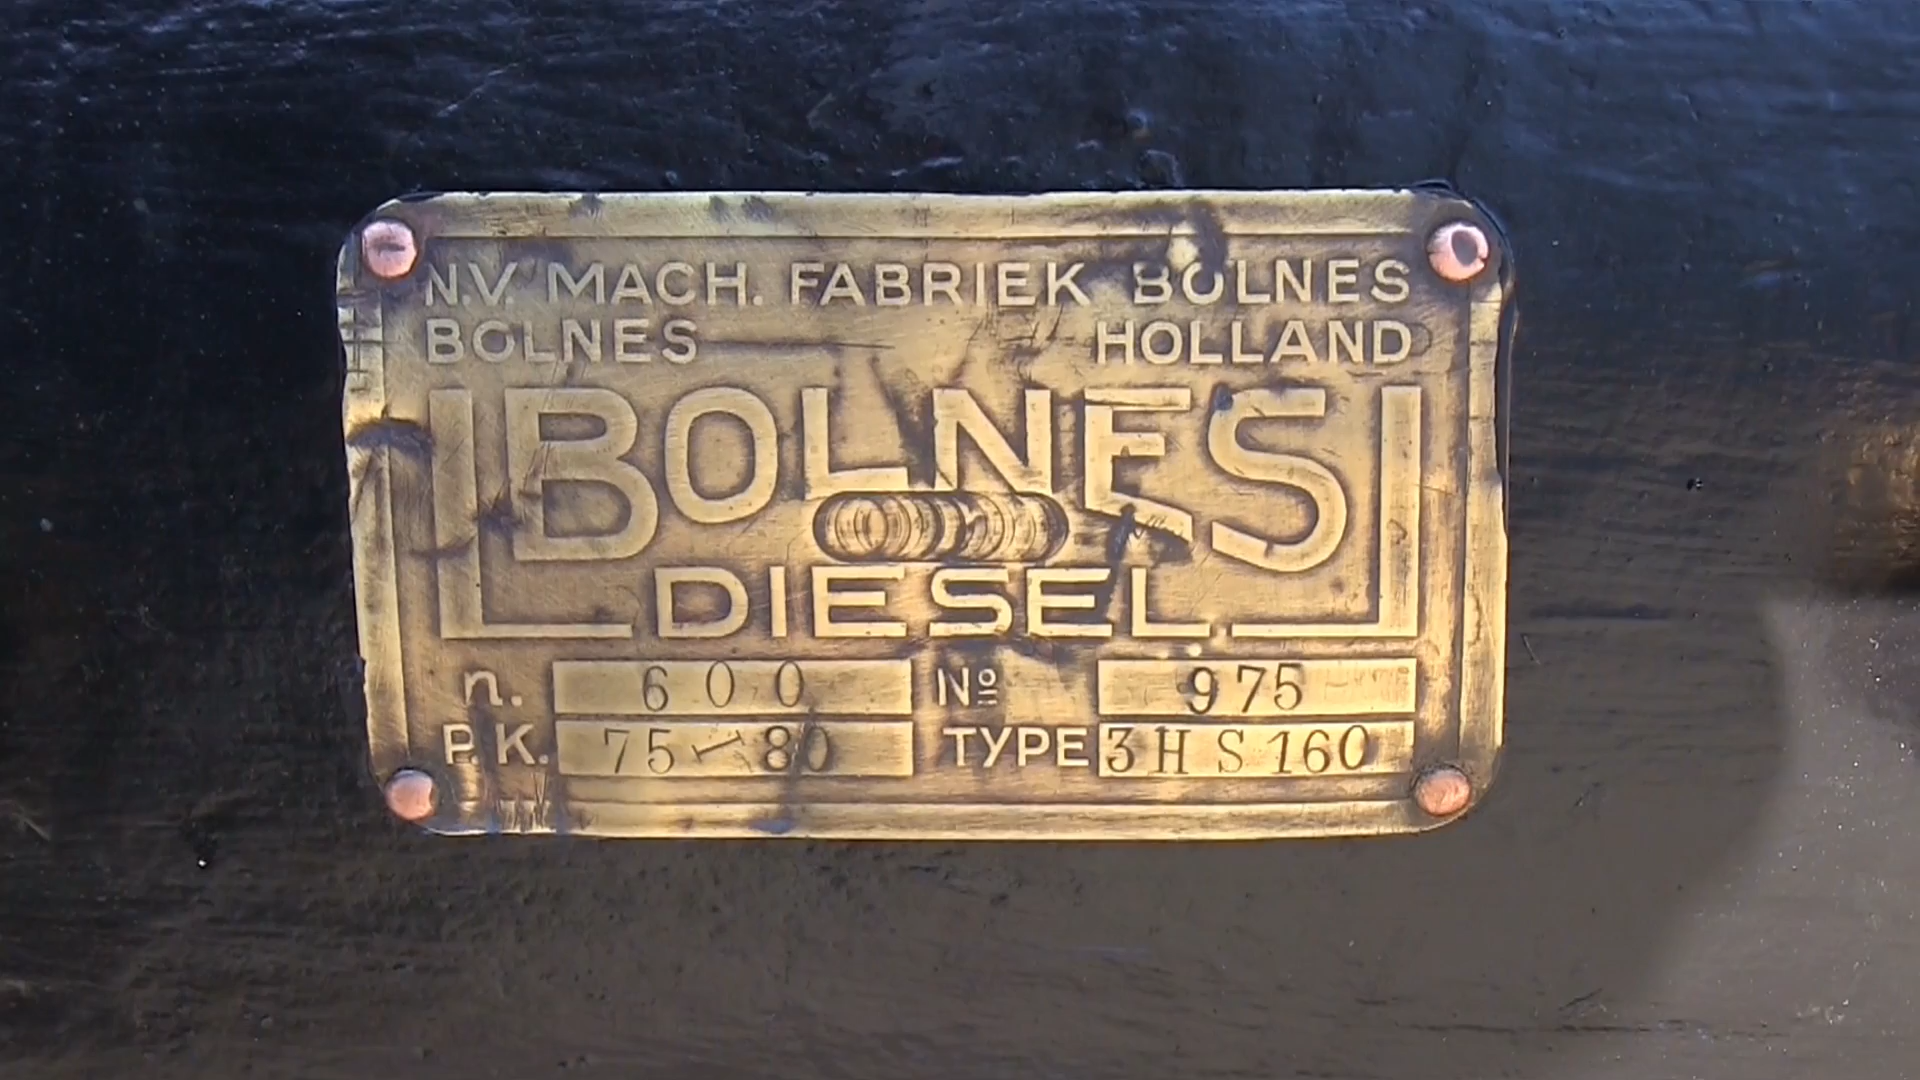 N.V. MACH. FABRIEK BOLNES
BOLNES HOLLAND
BOLNES
DIESEL
n. 600 No 975
P.K. 75-80 TYPE 3HS160